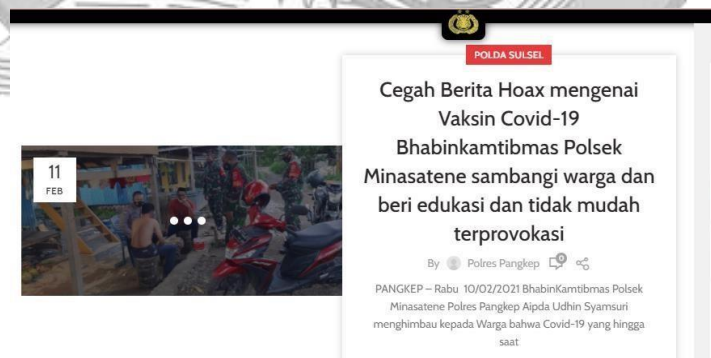 POLDA SULSEL
Cegah Berita Hoax mengenai
Vaksin Covid-19
Bhabinkamtibmas Polsek
Minasatene sambangi warga dan
beri edukasi dan tidak mudah
terprovokasi
11
FEB
By Polres Pangkep 0
PANGKEP – Rabu 10/02/2021 BhabinKamtibmas Polsek
Minasatene Polres Pangkep Aipda Udhin Syamsuri
menghimbau kepada Warga bahwa Covid-19 yang hingga
saat